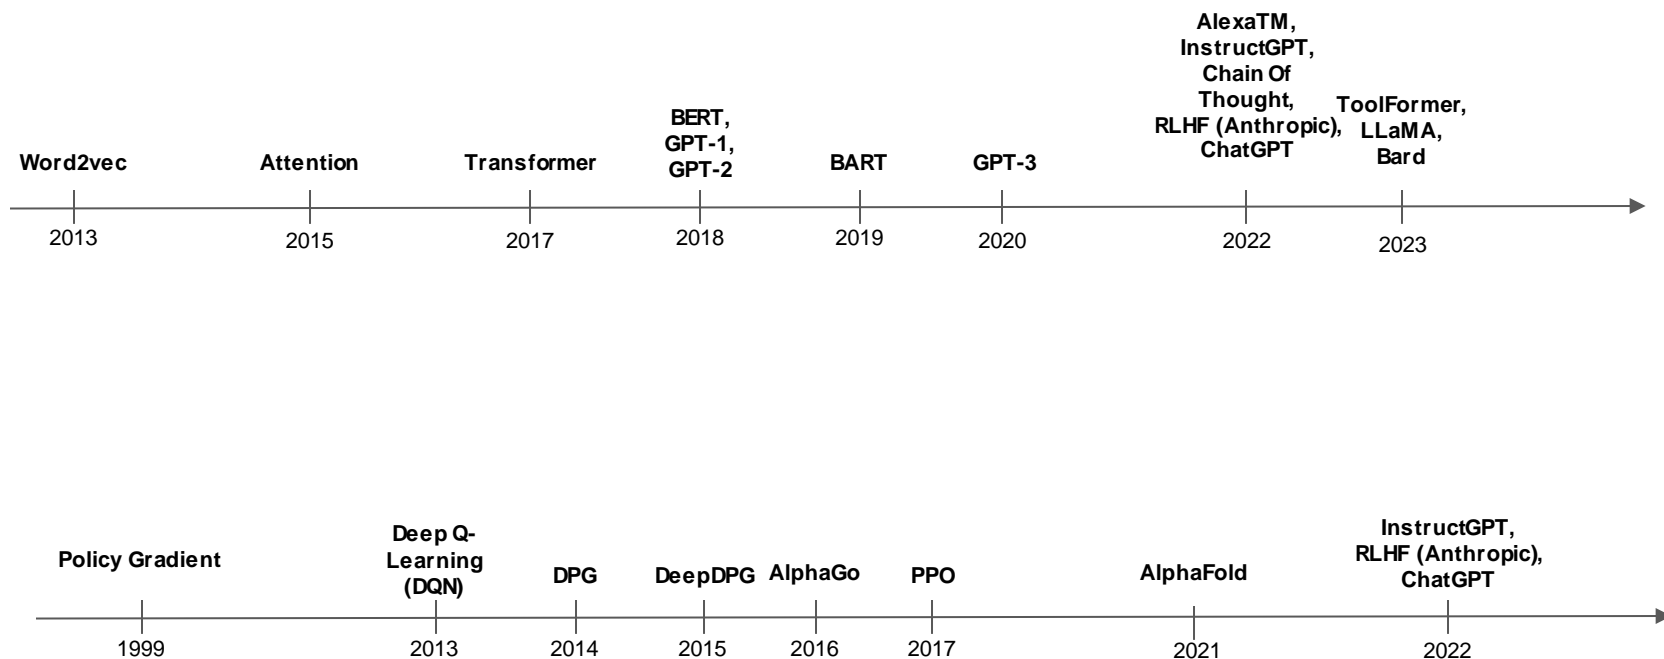 Word2vec
Attention
Transformer
BERT,
GPT-1,
GPT-2
BART
GPT-3
AlexaTM,
InstructGPT,
Chain Of
Thought,
RLHF (Anthropic),
ChatGPT
ToolFormer,
LLaMA,
Bard
2013
2015
2017
2018
2019
2020
2022
2023
Policy Gradient
Deep Q-
Learning
(DQN)
DPG
DeepDPG
AlphaGo
PPO
AlphaFold
InstructGPT,
RLHF (Anthropic),
ChatGPT
1999
2013
2014
2015
2016
2017
2021
2022